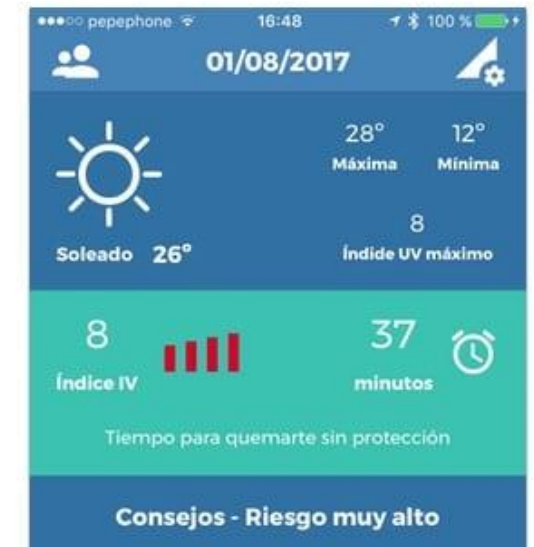 pepephone 16:48 100 %
01/08/2017
28° 12°
Máxima Mínima
8
Soleado 26° Índide UV máximo
8 37
Índice IV minutos
Tiempo para quemarte sin protección
Consejos - Riesgo muy alto